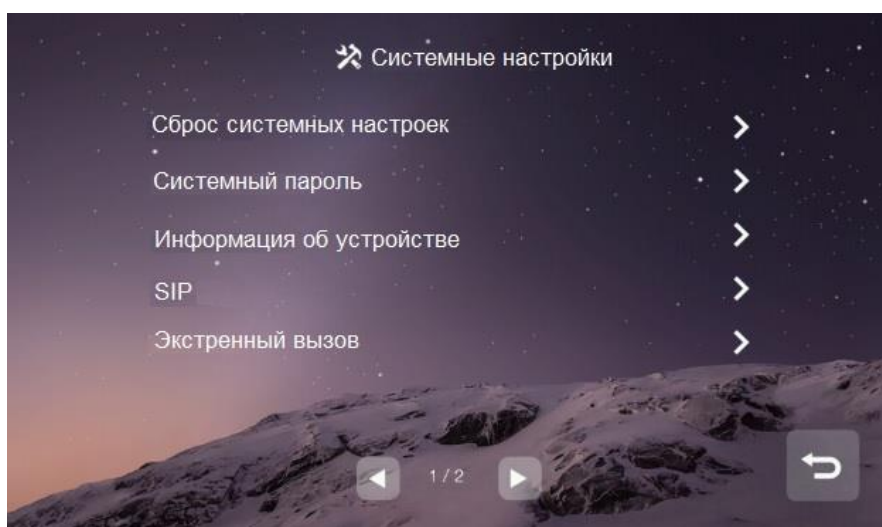 Системные настройки
Сброс системных настроек
Системный пароль
Информация об устройстве
SIP
Экстренный вызов
1/2